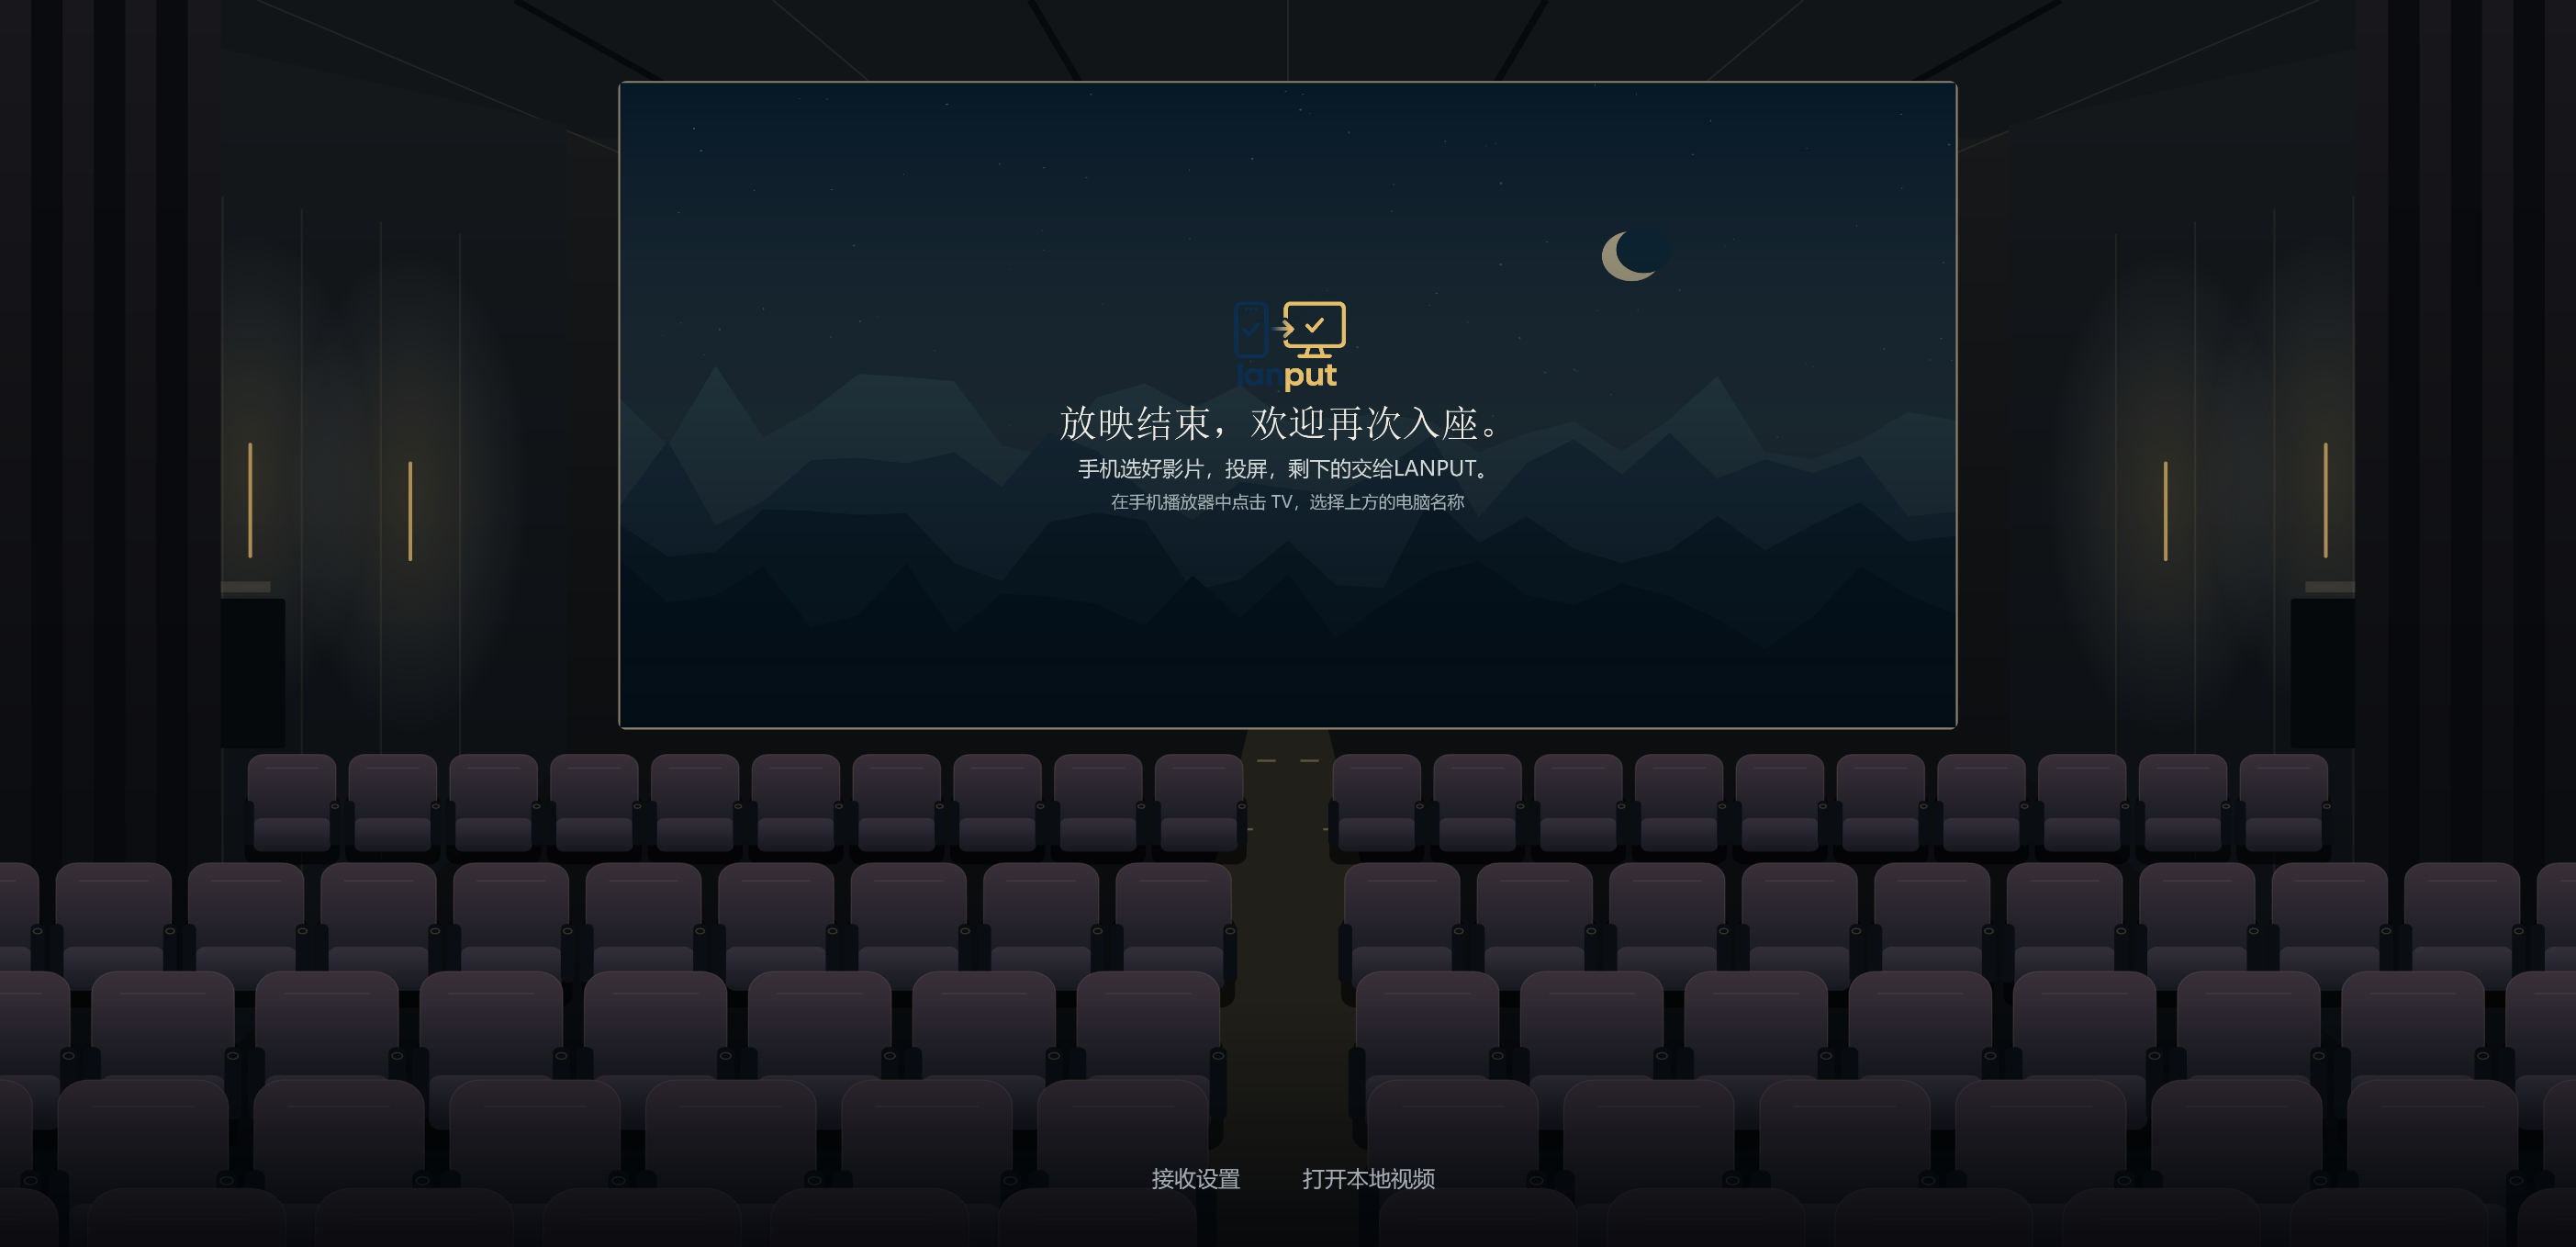 lanput
放映结束，欢迎再次入座。
手机选好影片，投屏，剩下的交给LANPUT。
在手机播放器中点击 TV，选择上方的电脑名称
接收设置
打开本地视频